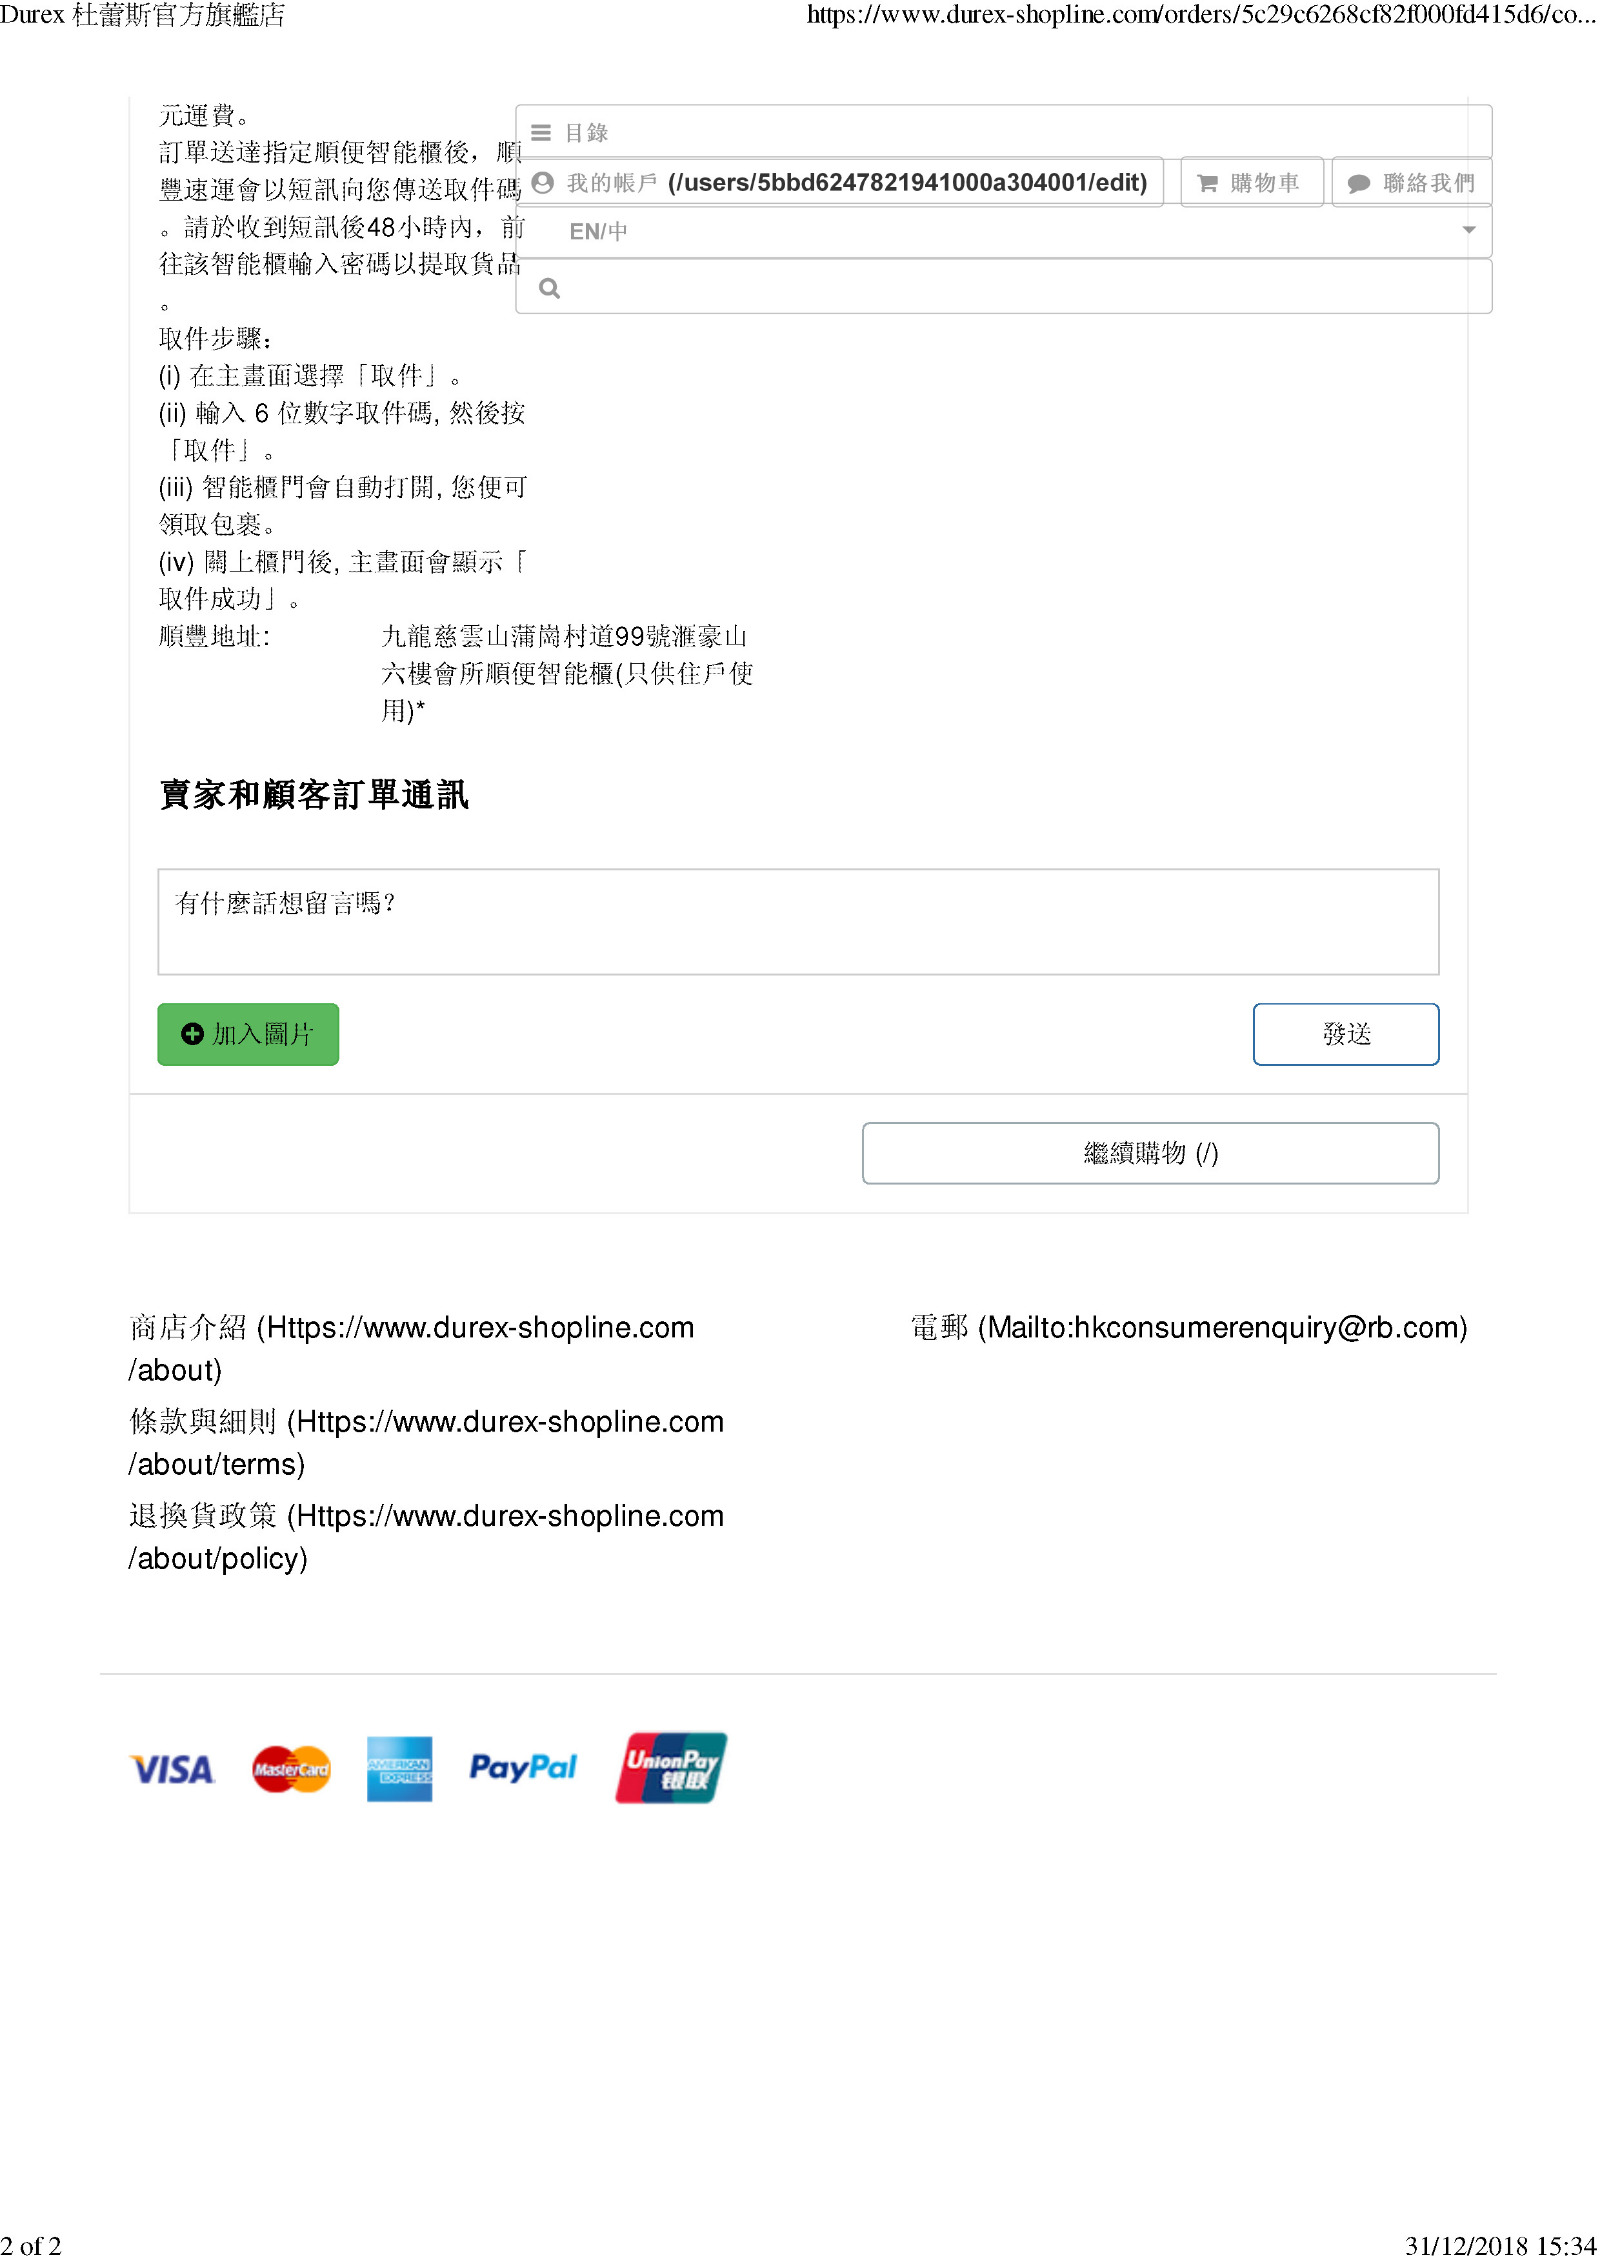 Durex 杜蕾斯官方旗艦店
https://www.durex-shopline.com/orders/5c29c6268cf82f000fd415d6/co...
元運費。
訂單送達指定順便智能櫃後，順
豐速運會以短訊向您傳送取件碼
。請於收到短訊後48小時內，前
往該智能櫃輸入密碼以提取貨品
。
目錄
我的帳戶 (/users/5bbd6247821941000a304001/edit)
購物車
聯絡我們
EN/中
取件步驟：
(i) 在主畫面選擇「取件」。
(ii) 輸入 6 位數字取件碼, 然後按
「取件」。
(iii) 智能櫃門會自動打開, 您便可
領取包裹。
(iv) 關上櫃門後, 主畫面會顯示「
取件成功」。
順豐地址:
九龍慈雲山蒲崗村道99號滙豪山
六樓會所順便智能櫃(只供住戶使
用)*
賣家和顧客訂單通訊
有什麼話想留言嗎？
加入圖片
發送
繼續購物 (/)
商店介紹 (Https://www.durex-shopline.com
/about)
條款與細則 (Https://www.durex-shopline.com
/about/terms)
退換貨政策 (Https://www.durex-shopline.com
/about/policy)
電郵 (Mailto:hkconsumerenquiry@rb.com)
VISA
MasterCard
AMERICAN
EXPRESS
PayPal
UnionPay
银联
2 of 2
31/12/2018 15:34